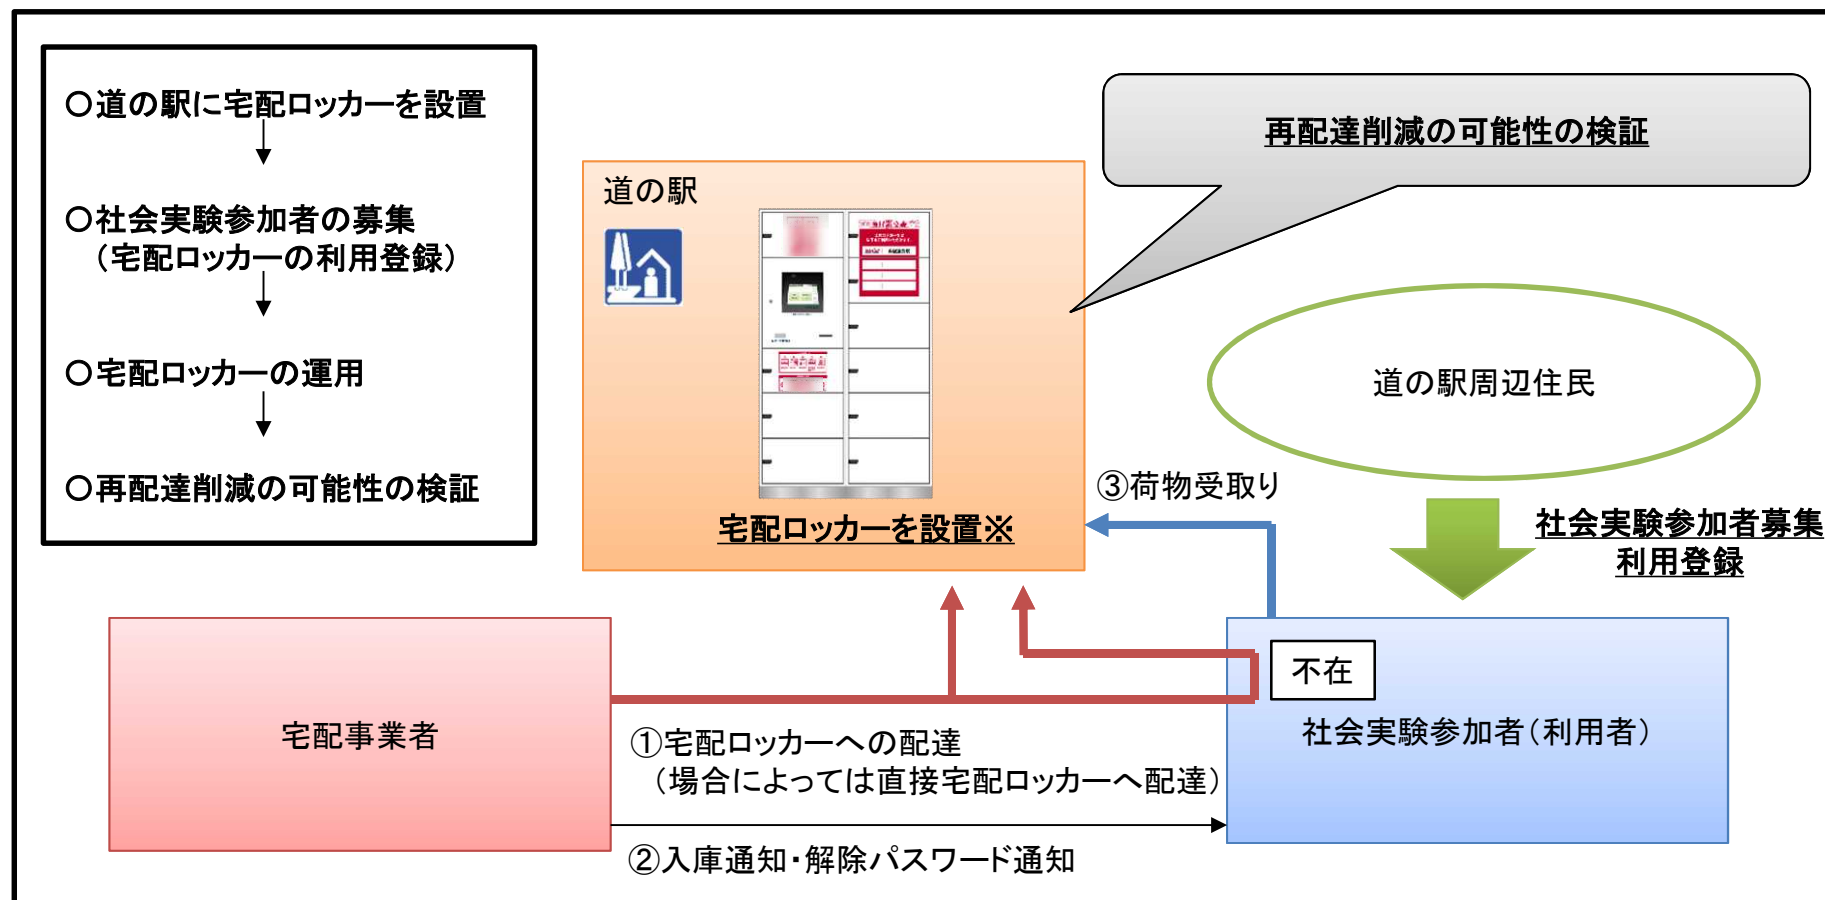 ○道の駅に宅配ロッカーを設置
○社会実験参加者の募集
（宅配ロッカーの利用登録）
○宅配ロッカーの運用
○再配達削減の可能性の検証
再配達削減の可能性の検証
道の駅
宅配ロッカーを設置※
道の駅周辺住民
③荷物受取り
社会実験参加者募集
利用登録
宅配事業者
不在
社会実験参加者（利用者）
①宅配ロッカーへの配達
（場合によっては直接宅配ロッカーへ配達）
②入庫通知・解除パスワード通知